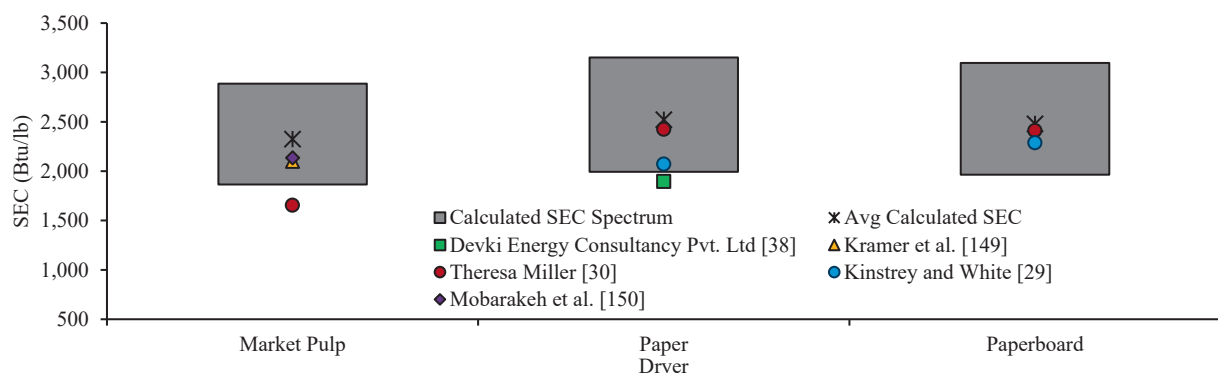 3,500
3,000
2,500
2,000
1,500
1,000
500
SEC (Btu/lb)
Calculated SEC Spectrum
Avg Calculated SEC
Devki Energy Consultancy Pvt. Ltd [38]
Kramer et al. [149]
Theresa Miller [30]
Kinstrey and White [29]
Mobarakeh et al. [150]
Market Pulp
Paper
Paperboard
Dryer